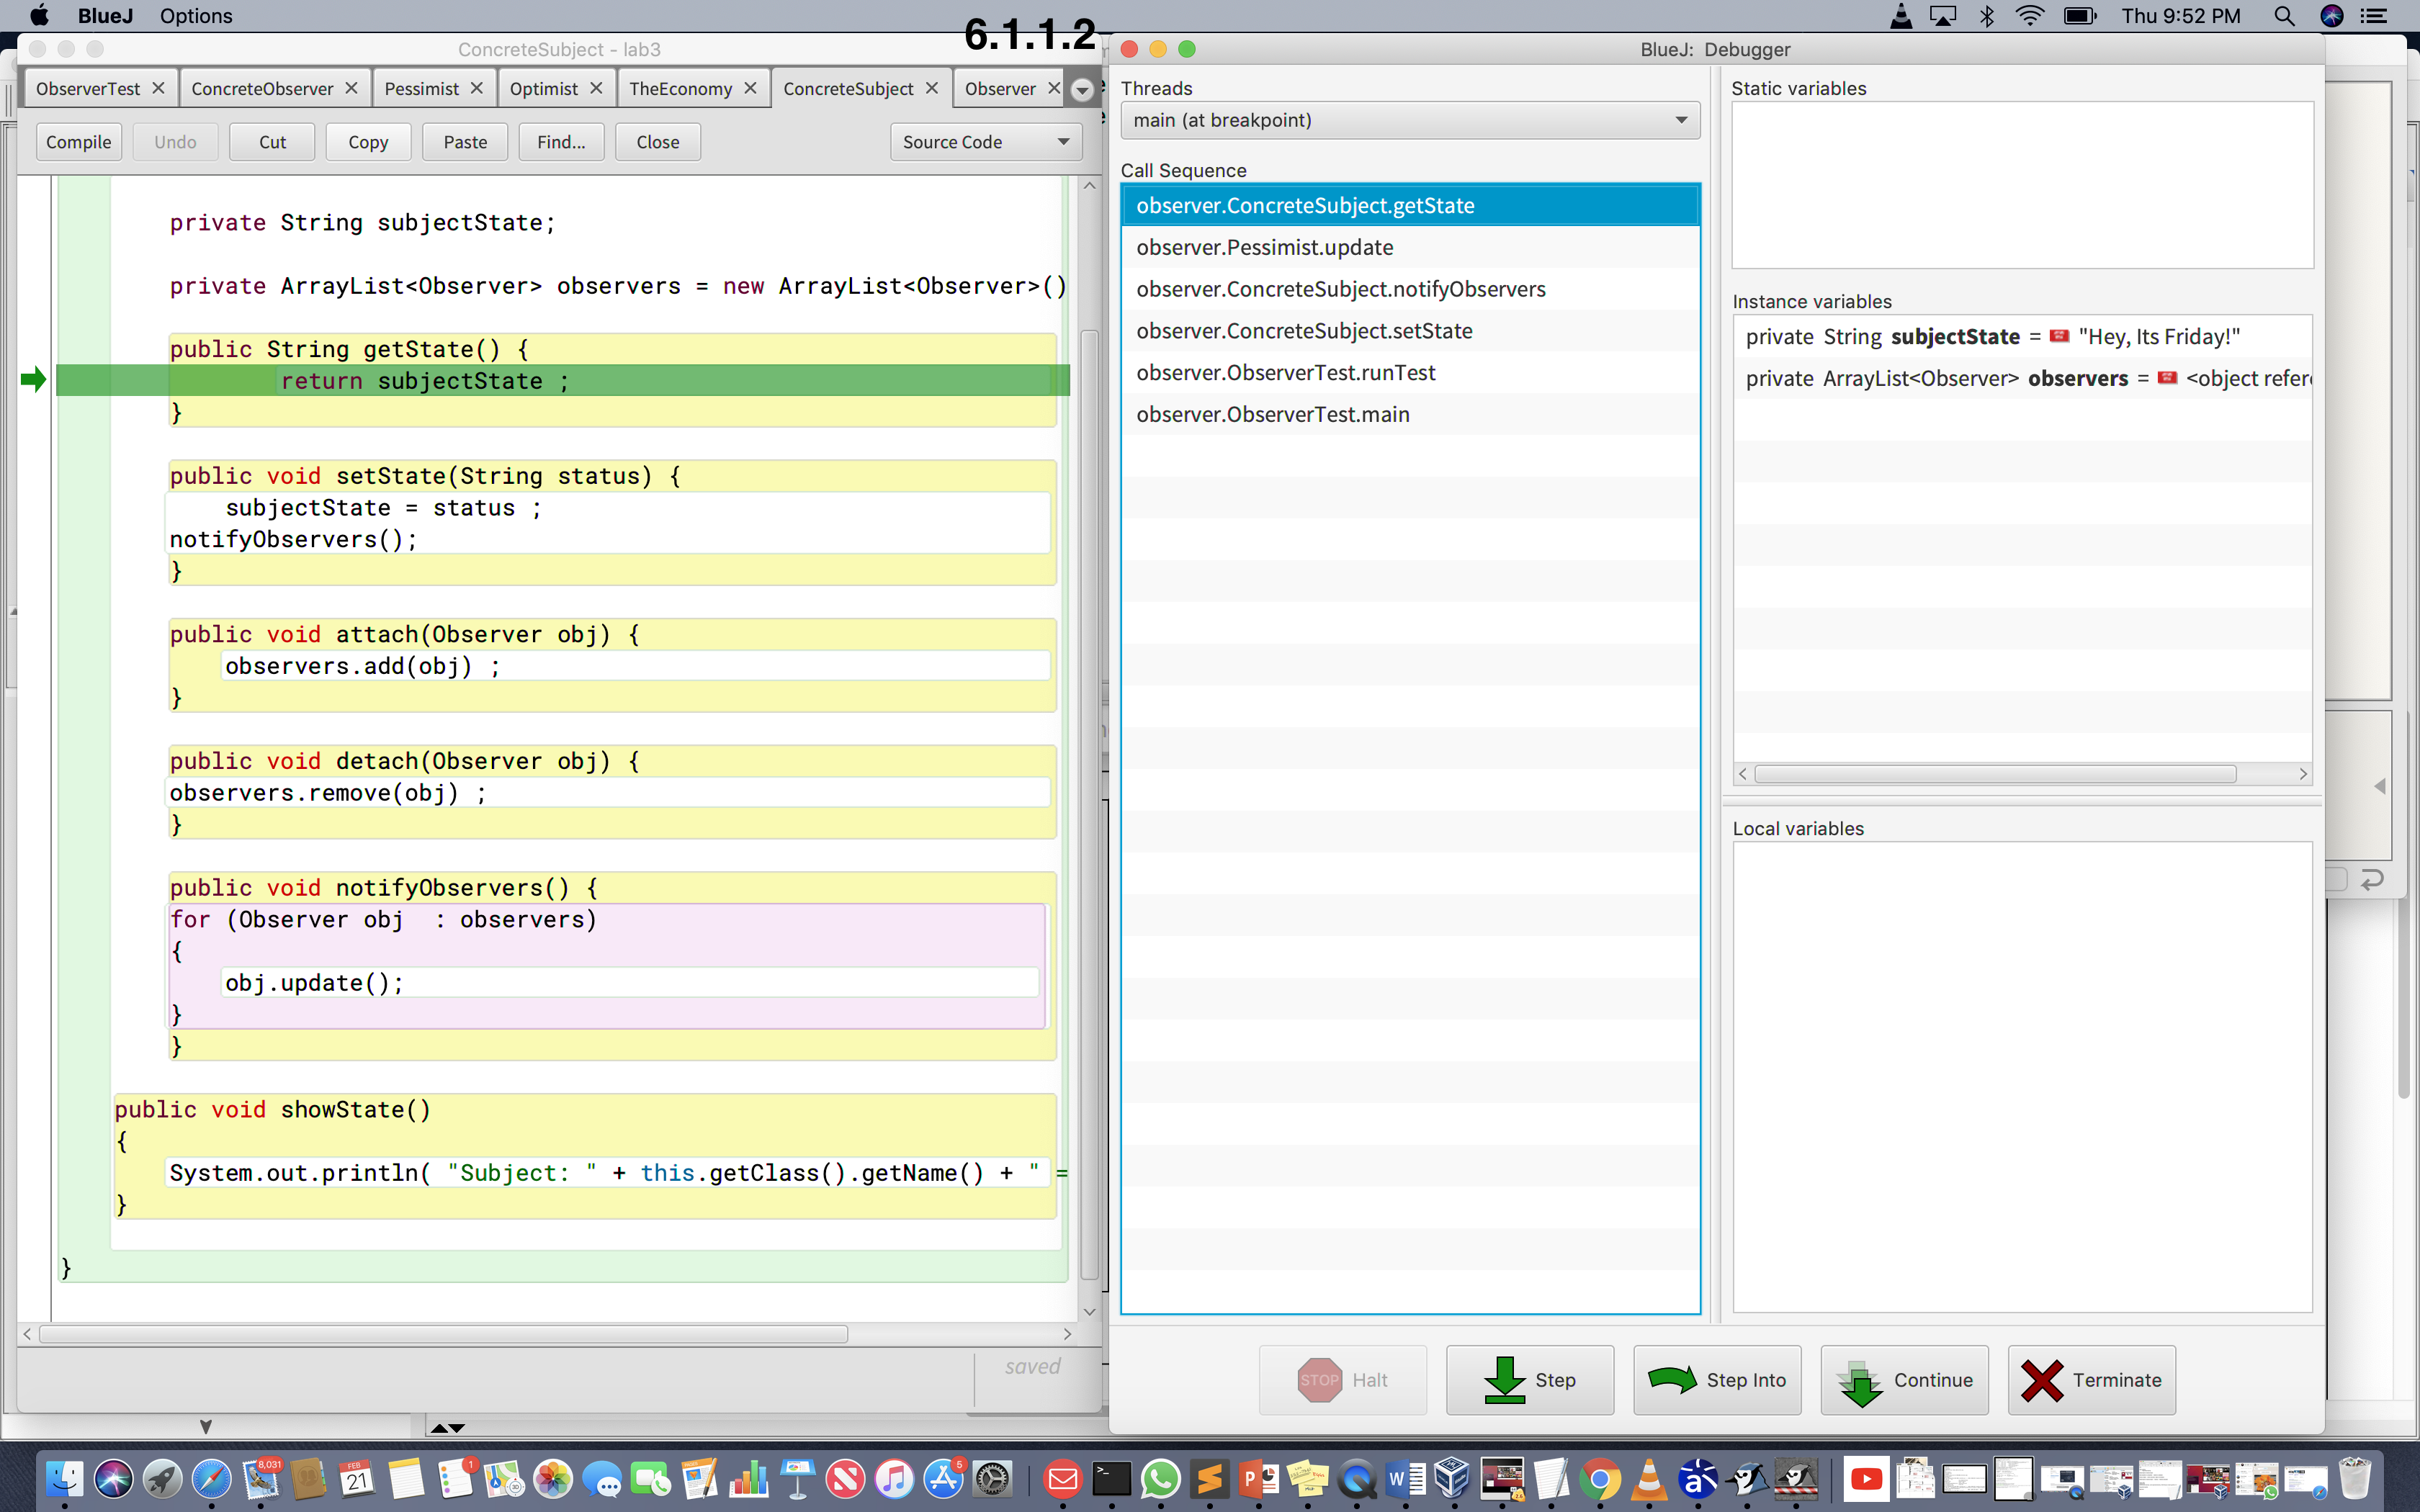 BlueJ Options
Thu 9:52 PM
6.1.1.2
ConcreteSubject - lab3
ObserverTest ConcreteObserver Pessimist Optimist TheEconomy ConcreteSubject Observer
Compile Undo Cut Copy Paste Find... Close Source Code
private String subjectState;
private ArrayList<Observer> observers = new ArrayList<Observer>()
public String getState() {
return subjectState ;
}
public void setState(String status) {
subjectState = status ;
notifyObservers();
}
public void attach(Observer obj) {
observers.add(obj) ;
}
public void detach(Observer obj) {
observers.remove(obj) ;
}
public void notifyObservers() {
for (Observer obj  : observers)
{
obj.update();
}
}
public void showState()
{
System.out.println( "Subject: " + this.getClass().getName() + " =
}
}
saved
BlueJ: Debugger
Threads
main (at breakpoint)
Call Sequence
observer.ConcreteSubject.getState
observer.Pessimist.update
observer.ConcreteSubject.notifyObservers
observer.ConcreteSubject.setState
observer.ObserverTest.runTest
observer.ObserverTest.main
Static variables
Instance variables
private String subjectState = "Hey, Its Friday!"
private ArrayList<Observer> observers = <object refer
Local variables
STOP Halt
Step
Step Into
Continue
Terminate
8,031
FEB
21
1
5